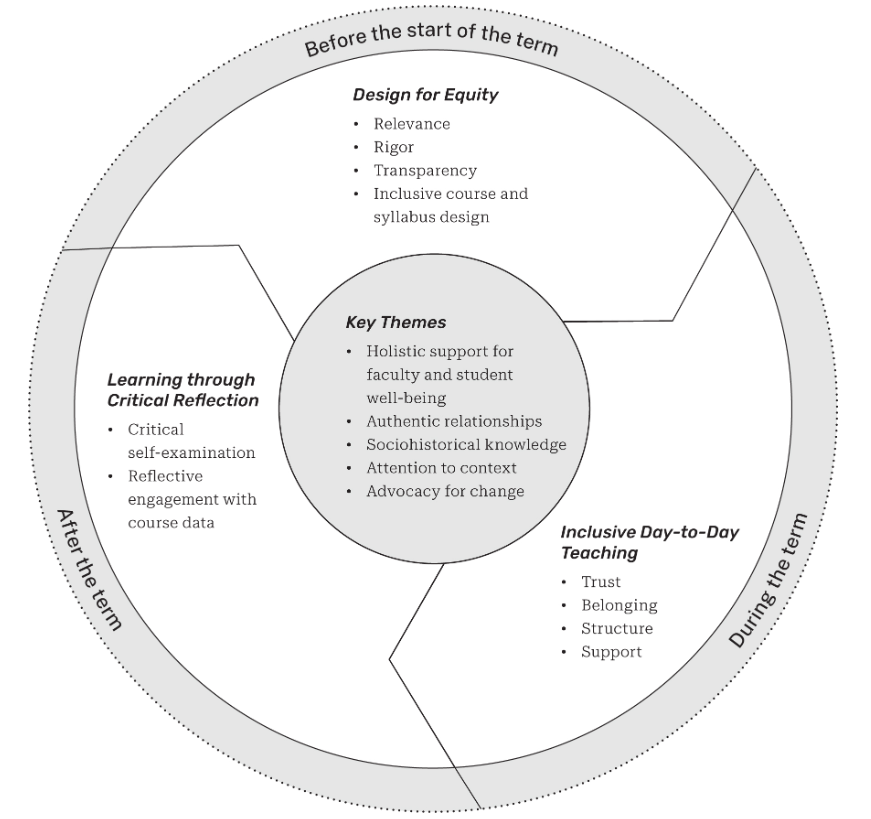 Before the start of the term
Design for Equity
• Relevance
• Rigor
• Transparency
• Inclusive course and
syllabus design
Key Themes
• Holistic support for
faculty and student
well-being
• Authentic relationships
• Sociohistorical knowledge
• Attention to context
• Advocacy for change
Learning through
Critical Reflection
• Critical
self-examination
• Reflective
engagement with
course data
After the term
Inclusive Day-to-Day
Teaching
• Trust
• Belonging
• Structure
• Support
During the term